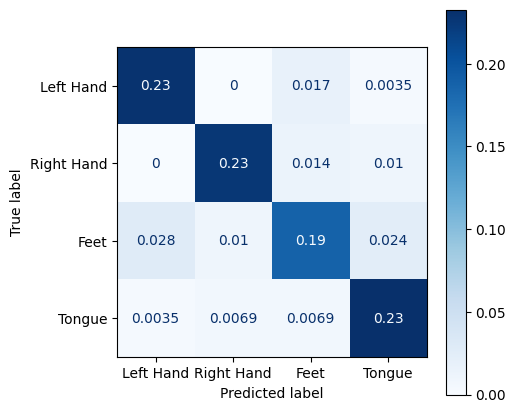 Left Hand 0.23 0 0.017 0.0035
Right Hand 0 0.23 0.014 0.01
Feet 0.028 0.01 0.19 0.024
Tongue 0.0035 0.0069 0.0069 0.23
Left Hand Right Hand Feet Tongue
Predicted label
True label
0.20
0.15
0.10
0.05
0.00